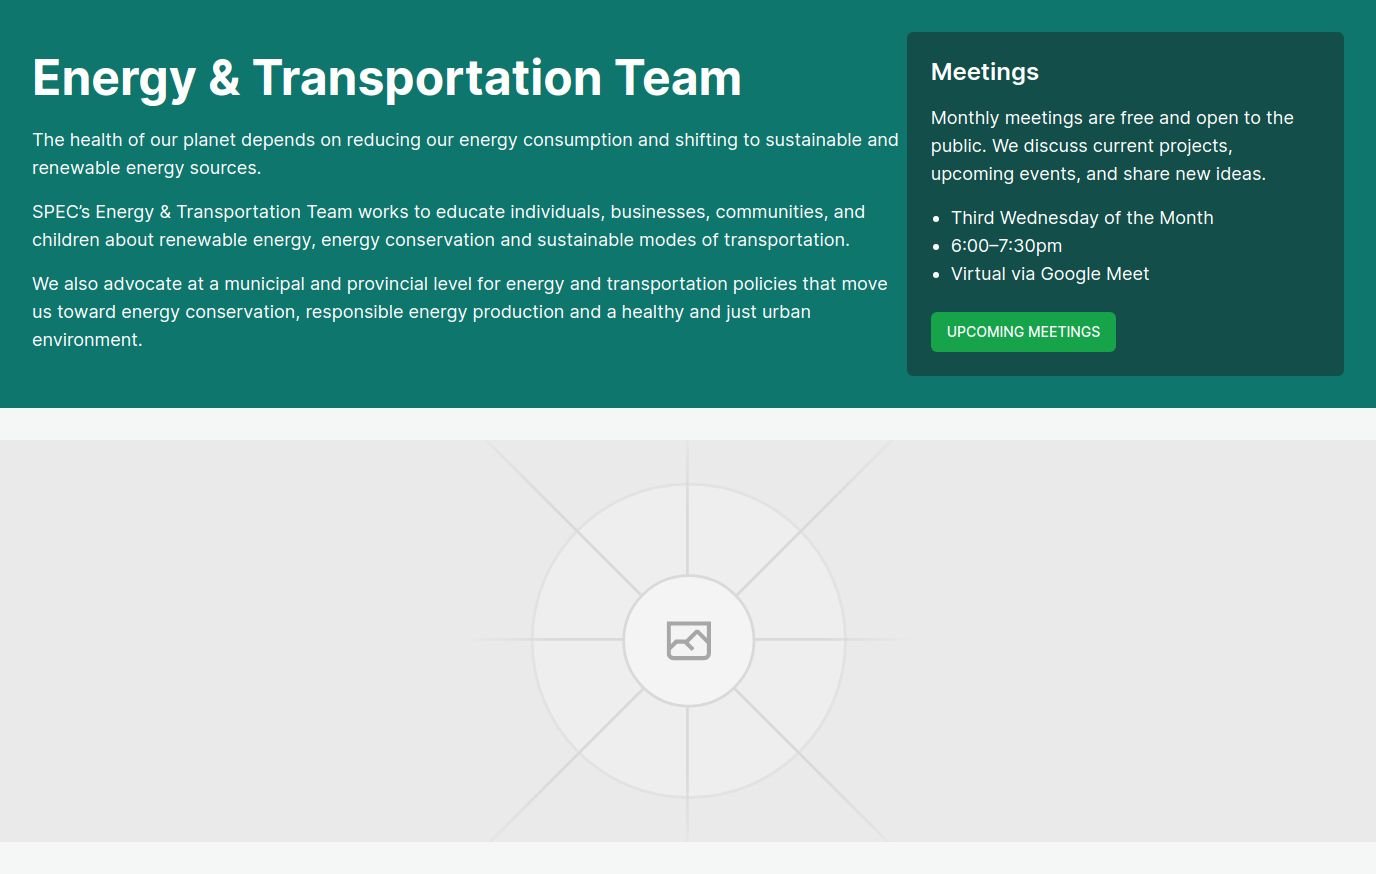 Energy & Transportation Team
The health of our planet depends on reducing our energy consumption and shifting to sustainable and
renewable energy sources.
SPEC’s Energy & Transportation Team works to educate individuals, businesses, communities, and
children about renewable energy, energy conservation and sustainable modes of transportation.
We also advocate at a municipal and provincial level for energy and transportation policies that move
us toward energy conservation, responsible energy production and a healthy and just urban
environment.
Meetings
Monthly meetings are free and open to the
public. We discuss current projects,
upcoming events, and share new ideas.
Third Wednesday of the Month
6:00–7:30pm
Virtual via Google Meet
UPCOMING MEETINGS